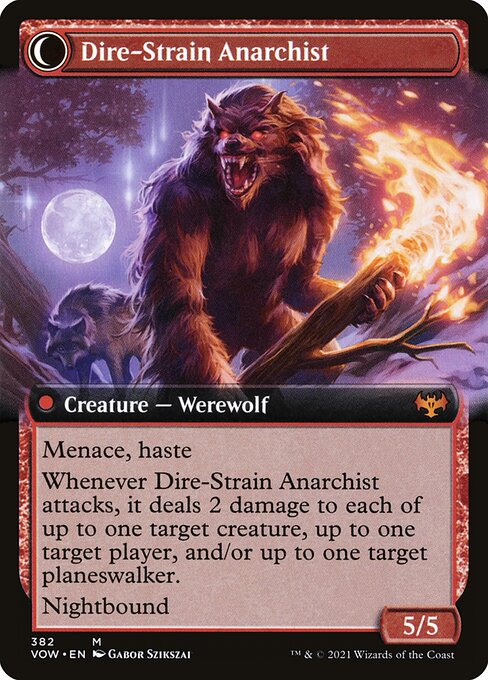 Dire-Strain Anarchist
Creature — Werewolf
Menace, haste
Whenever Dire-Strain Anarchist
attacks, it deals 2 damage to each of
up to one target creature, up to one
target player, and/or up to one target
planeswalker.
Nightbound
5/5
382 M
VOW • EN Gabor Szikszai
™ & © 2021 Wizards of the Coast